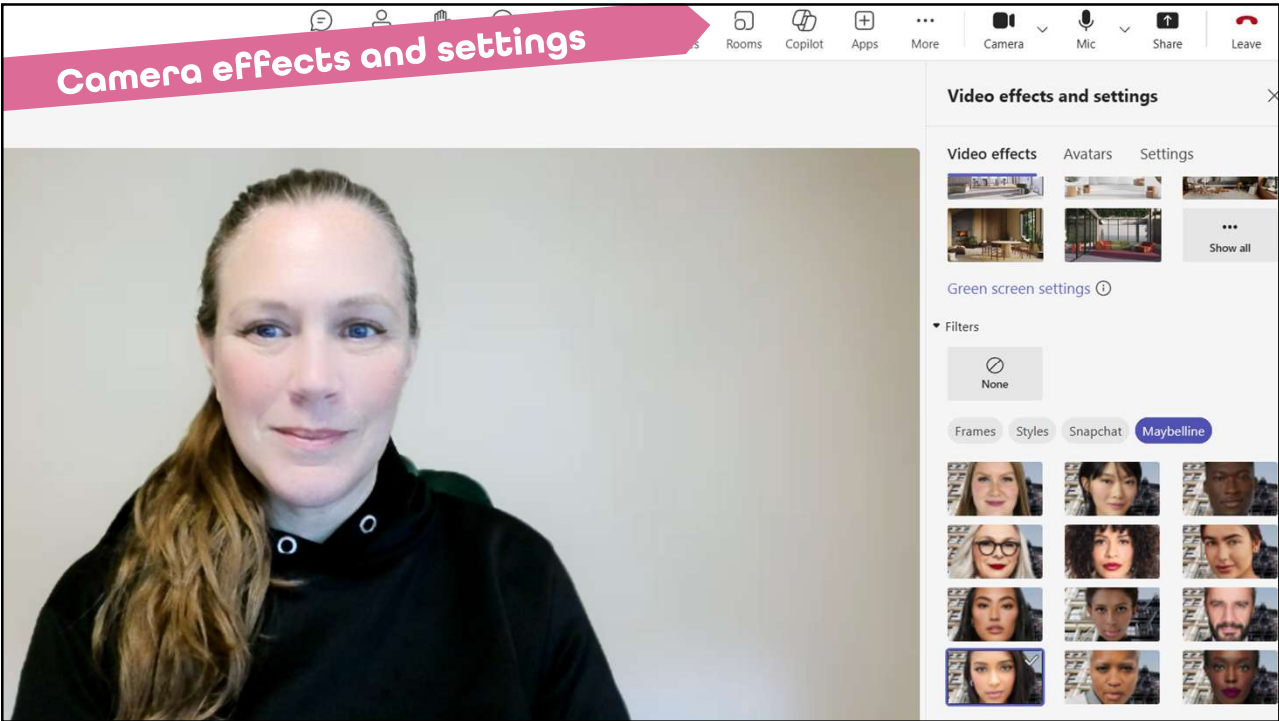 Camera effects and settings
Rooms
Copilot
Apps
More
Camera
Mic
Share
Leave
Video effects and settings
Video effects Avatars Settings
Show all
Green screen settings
Filters
None
Frames Styles Snapchat Maybelline